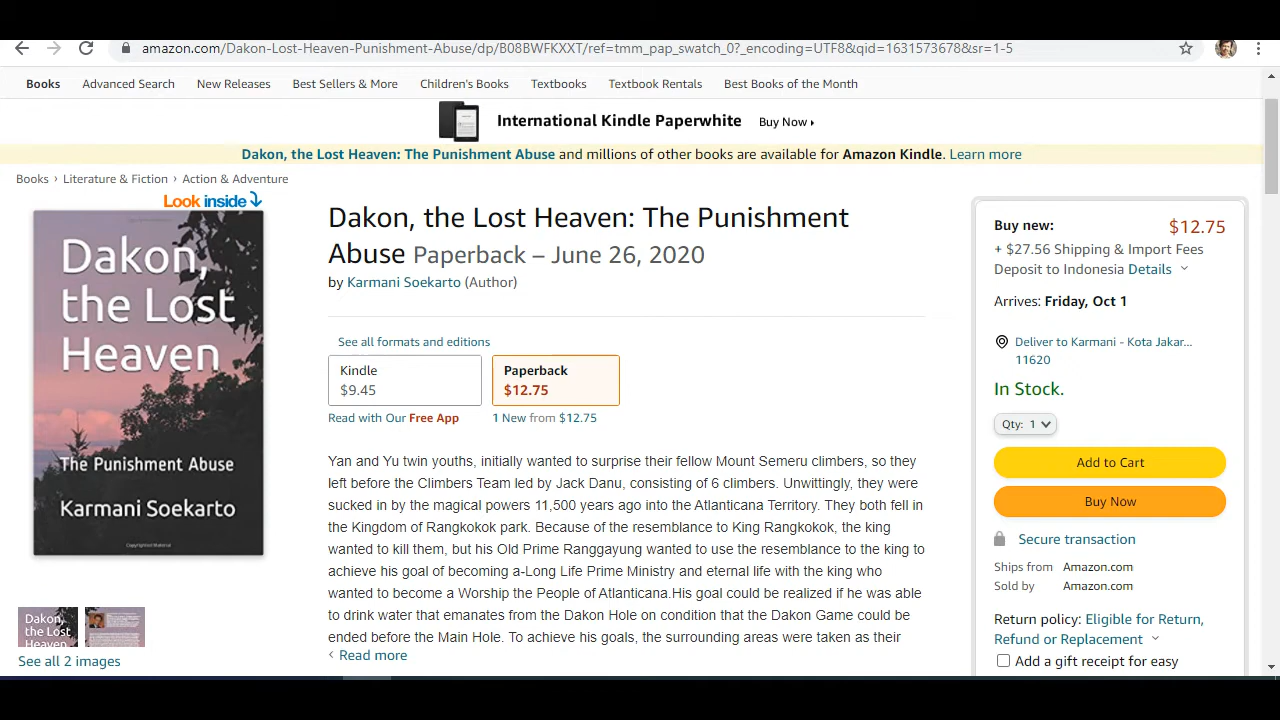 amazon.com/Dakon-Lost-Heaven-Punishment-Abuse/dp/B08BWFKXXT/ref=tmm_pap_swatch_0?_encoding=UTF8&qid=1631573678&sr=1-5
Books Advanced Search New Releases Best Sellers & More Children's Books Textbooks Textbook Rentals Best Books of the Month
International Kindle Paperwhite Buy Now
Dakon, the Lost Heaven: The Punishment Abuse and millions of other books are available for Amazon Kindle. Learn more
Books › Literature & Fiction › Action & Adventure
Look inside
Dakon,
the Lost
Heaven
The Punishment Abuse
Karmani Soekarto
Copyrighted Material
Dakon,
the Lost
Heaven
See all 2 images
Dakon, the Lost Heaven: The Punishment
Abuse Paperback – June 26, 2020
by Karmani Soekarto (Author)
See all formats and editions
Kindle
$9.45
Paperback
$12.75
Read with Our Free App
1 New from $12.75
Yan and Yu twin youths, initially wanted to surprise their fellow Mount Semeru climbers, so they
left before the Climbers Team led by Jack Danu, consisting of 6 climbers. Unwittingly, they were
sucked in by themagical powers 11,500 years ago into the Atlanticana Territory. They both fell in
the Kingdom of Rangkokok park. Because of the resemblance to King Rangkokok, the king
wanted to kill them, but his Old Prime Ranggayung wanted to use the resemblance to the king to
achieve his goal of becoming a-Long Life Prime Ministry and eternal life with the king who
wanted to become a Worship the People of Atlanticana.His goal could be realized if he was able
to drink water that emanates from the Dakon Hole on condition that the Dakon Game could be
ended before the Main Hole. To achieve his goals, the surrounding areas were taken as their
‹ Read more
Buy new: $12.75
+ $27.56 Shipping & Import Fees
Deposit to Indonesia Details
Arrives: Friday, Oct 1
Deliver to Karmani - Kota Jakar...
11620
In Stock.
Qty: 1
Add to Cart
Buy Now
Secure transaction
Ships from Amazon.com
Sold by Amazon.com
Return policy: Eligible for Return,
Refund or Replacement
Add a gift receipt for easy